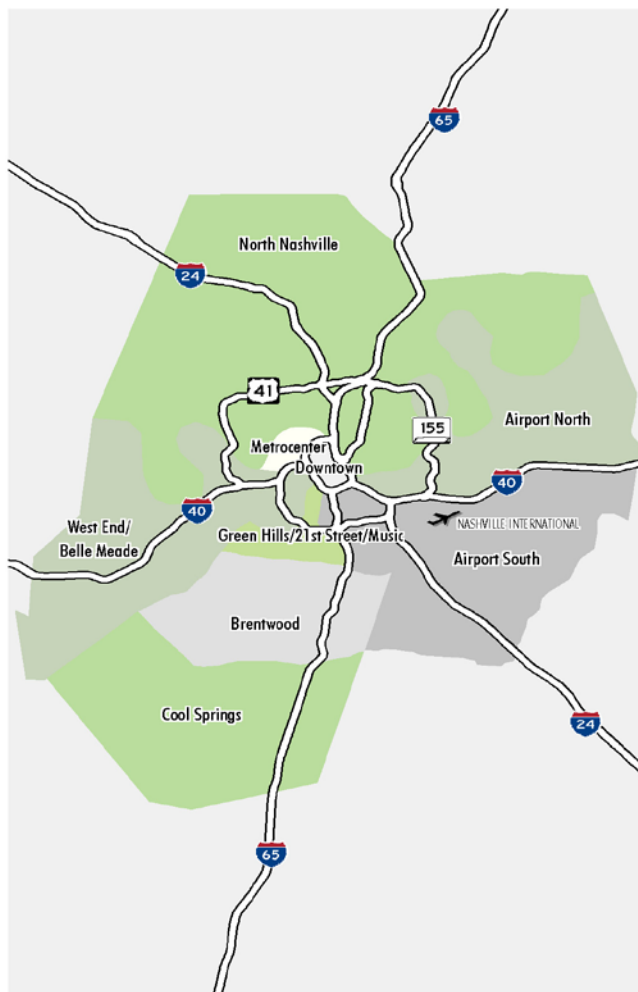 65
North Nashville
24
41
155
Airport North
Metrocenter
Downtown
40
40
NASHVILLE INTERNATIONAL
West End/
Belle Meade
Green Hills/21st Street/Music
Airport South
Brentwood
Cool Springs
24
65